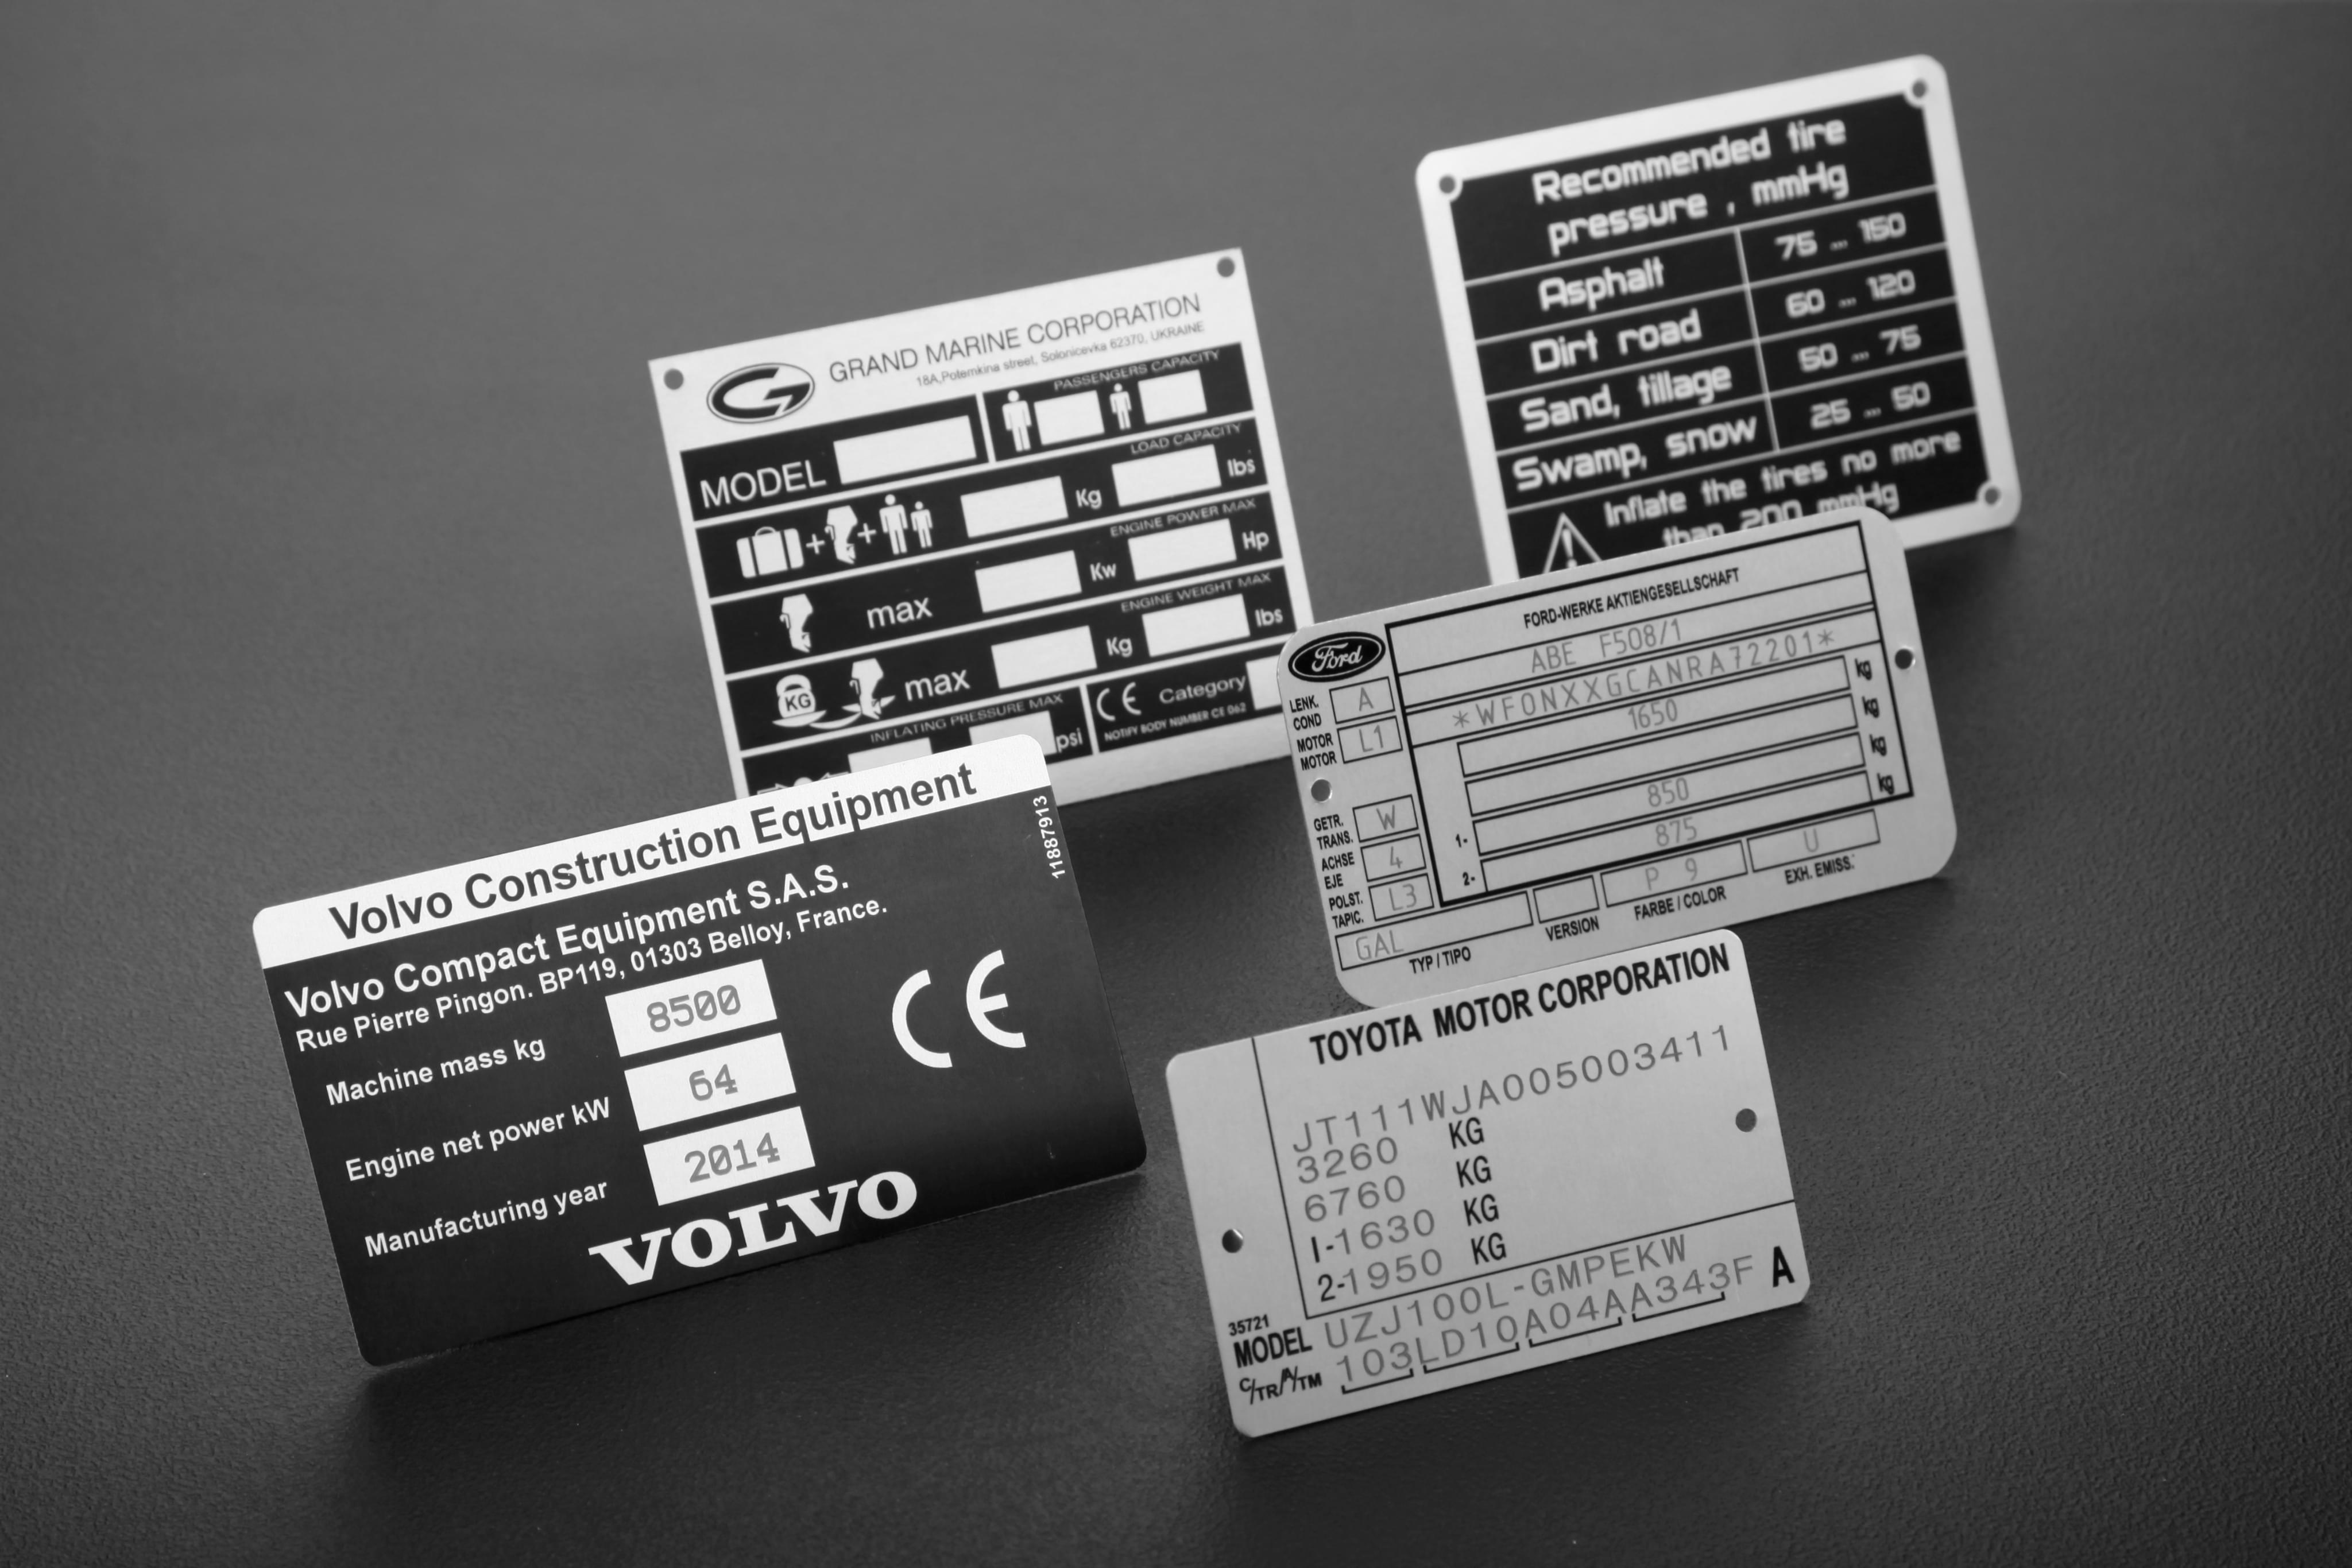 Recommended tire
pressure , mmHg
Asphalt 75 ... 150
Dirt road 60 ... 120
Sand, tillage 50 ... 75
Swamp, snow 25 ... 50
Inflate the tires no more
than 200 mmHg
GRAND MARINE CORPORATION
18A,Potemkina street, Solonicevka 62370, UKRAINE
PASSENGERS CAPACITY
MODEL
LOAD CAPACITY
+ + Kg lbs
ENGINE POWER MAX
max Kw Hp
ENGINE WEIGHT MAX
KG max Kg lbs
INFLATING PRESSURE MAX
psi
CE Category
NOTIFY BODY NUMBER CE 062
Ford
FORD-WERKE AKTIENGESELLSCHAFT
ABE F508/1
*WF0NXXGCANRA72201*
1650 kg
kg
1- 850 kg
2- 875 kg
LENK.
COND A
MOTOR
MOTOR L1
GETR.
TRANS. W
ACHSE
EJE 4
POLST.
TAPIC. L3
GAL P 9 U
TYP / TIPO VERSION FARBE / COLOR EXH. EMISS.
Volvo Construction Equipment
11887913
Volvo Compact Equipment S.A.S.
Rue Pierre Pingon. BP119, 01303 Belloy, France.
Machine mass kg 8500
Engine net power kW 64
Manufacturing year 2014
CE
VOLVO
TOYOTA MOTOR CORPORATION
JT111WJA005003411
3260 KG
6760 KG
1-1630 KG
2-1950 KG
35721
MODEL UZJ100L-GMPEKW
C/TR/A/TM 103LD10A04AA343F A